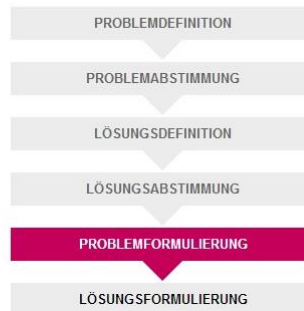 PROBLEMDEFINITION
PROBLEMABSTIMMUNG
LÖSUNGSDEFINITION
LÖSUNGSABSTIMMUNG
PROBLEMFORMULIERUNG
LÖSUNGSFORMULIERUNG